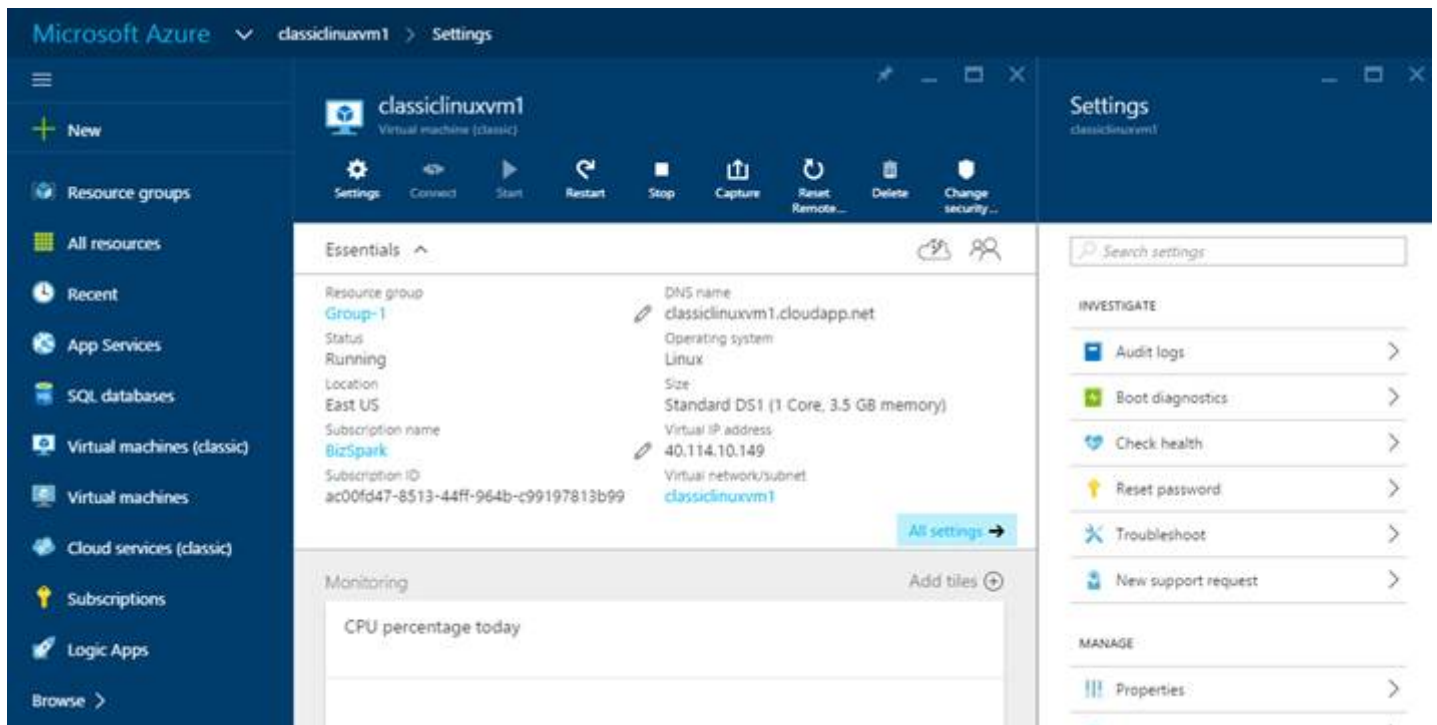 Microsoft Azure classiclinuxvm1 > Settings
New
Resource groups
All resources
Recent
App Services
SQL databases
Virtual machines (classic)
Virtual machines
Cloud services (classic)
Subscriptions
Logic Apps
Browse >
classiclinuxvm1
Virtual machine (classic)
Settings
Connect
Start
Restart
Stop
Capture
Reset
Remote...
Delete
Change
security...
Essentials
Resource group
Group-1
Status
Running
Location
East US
Subscription name
BizSpark
Subscription ID
ac00fd47-8513-44ff-964b-c99197813b99
DNS name
classiclinuxvm1.cloudapp.net
Operating system
Linux
Size
Standard DS1 (1 Core, 3.5 GB memory)
Virtual IP address
40.114.10.149
Virtual network/subnet
classiclinuxvm1
All settings →
Monitoring
Add tiles
CPU percentage today
Settings
classiclinuxvm1
Search settings
INVESTIGATE
Audit logs
Boot diagnostics
Check health
Reset password
Troubleshoot
New support request
MANAGE
Properties